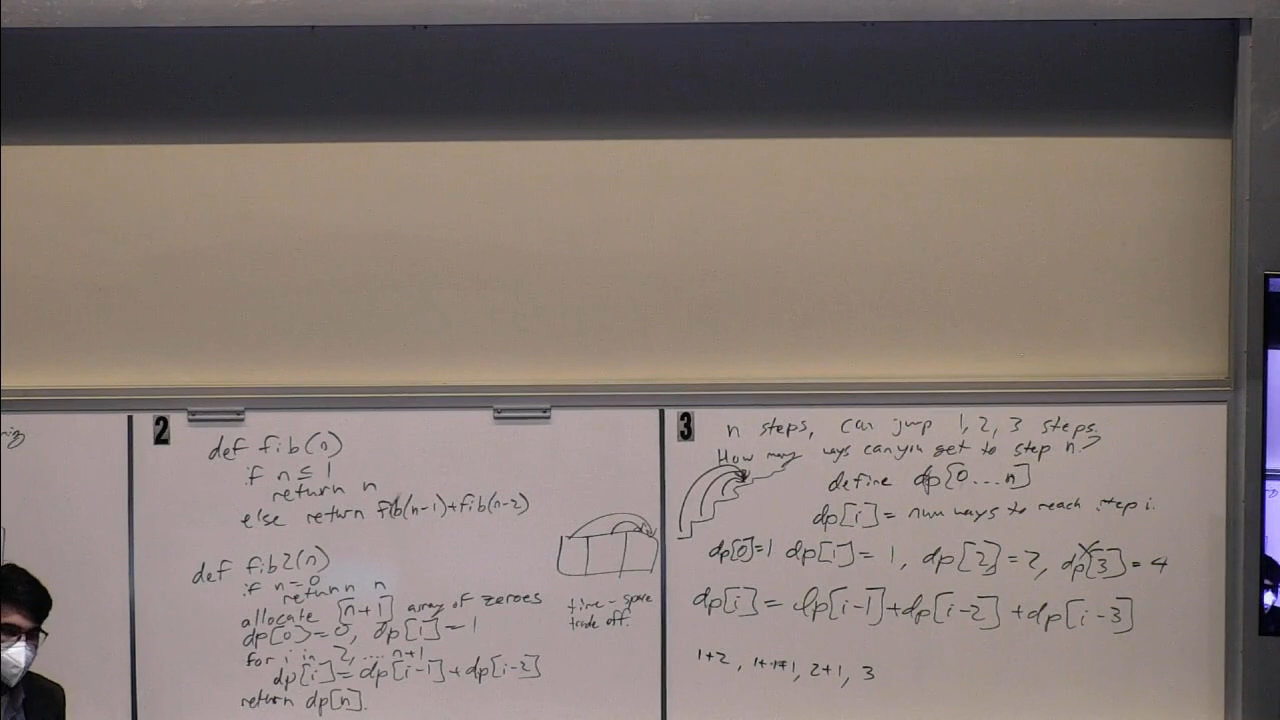 2
def fib(n)
if n ≤ 1
return n
else return fib(n-1)+fib(n-2)
def fib2(n)
if n=0
return n
allocate [n+1] array of zeroes
dp[0]=0, dp[1]=1
for i in 2, .... n+1
dp[i]=dp[i-1]+dp[i-2]
return dp[n].
time-space
trade off.
3
n steps, can jump 1, 2, 3 steps.
How many ways can you get to step n?
define dp[0...n]
dp[i]= num ways to reach step i.
dp[0]=1 dp[1]=1, dp[2]=2, dp[3]=4
dp[i]=dp[i-1]+dp[i-2]+dp[i-3]
1+2, 1+1+1, 2+1, 3